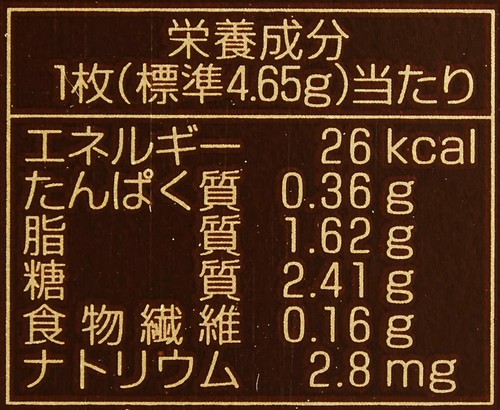 栄養成分
1枚(標準4.65g)当たり
エネルギー 26 kcal
たんぱく質 0.36 g
脂質 1.62 g
糖質 2.41 g
食物繊維 0.16 g
ナトリウム 2.8 mg